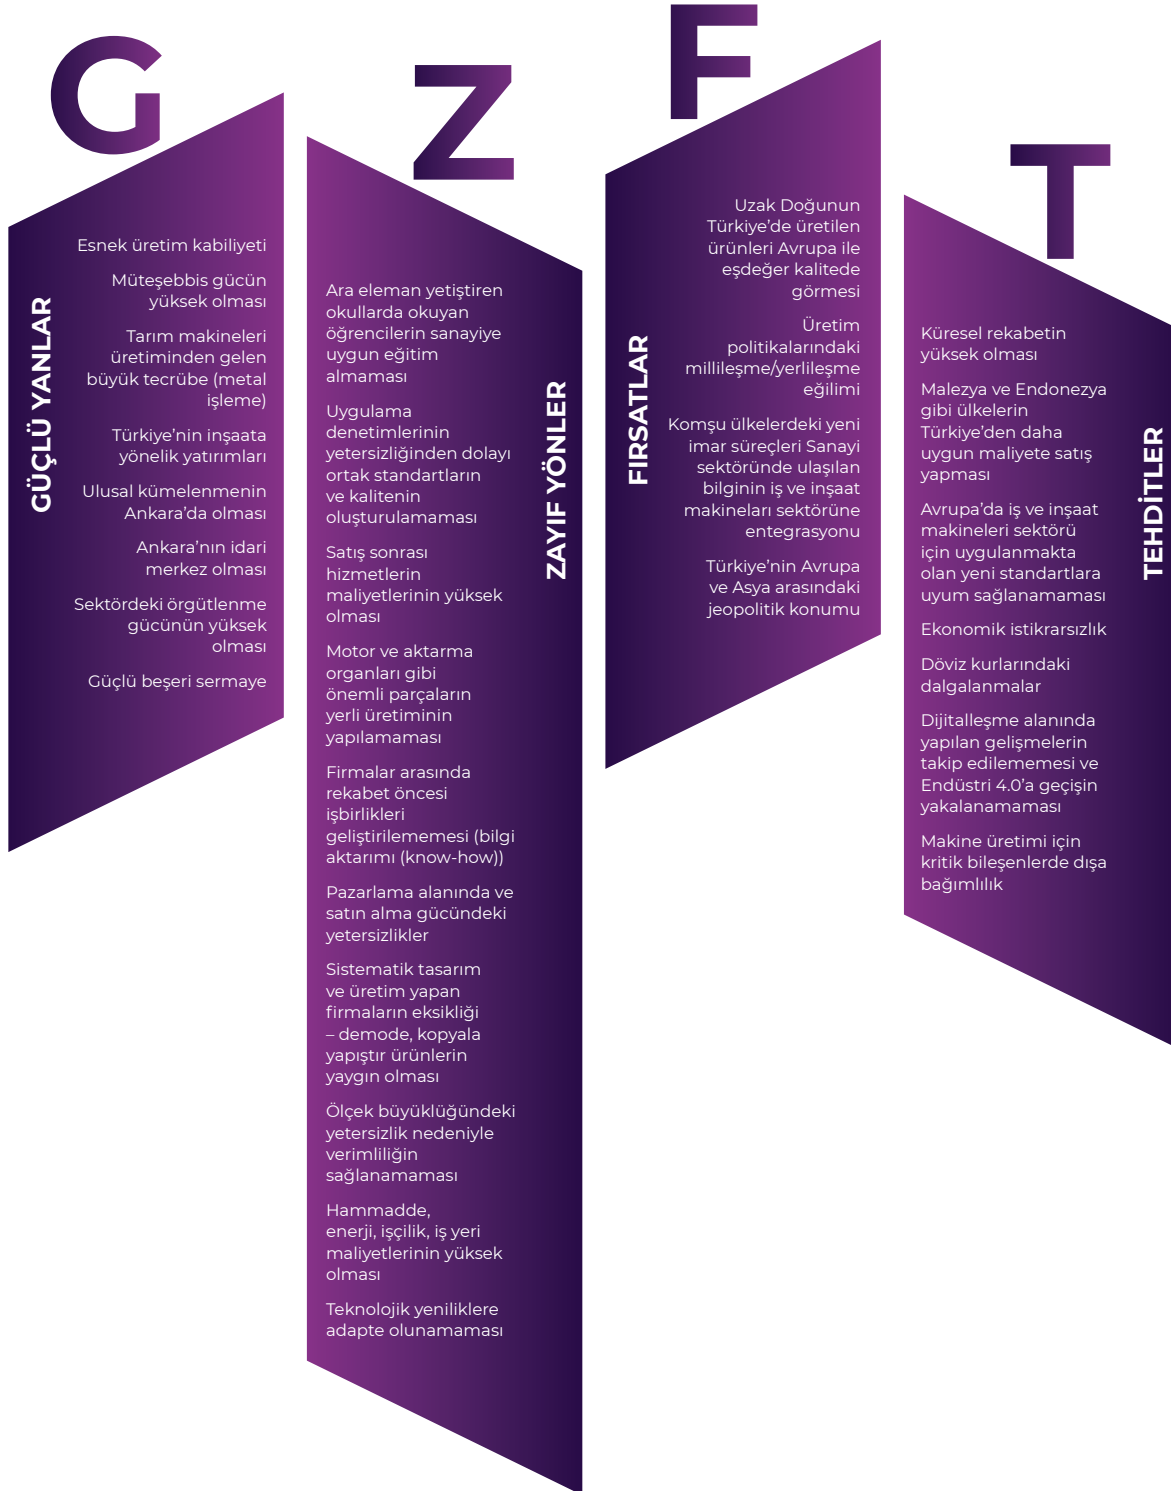 G
GÜÇLÜ YANLAR
Esnek üretim kabiliyeti
Müteşebbis gücün
yüksek olması
Tarım makineleri
üretiminden gelen
büyük tecrübe (metal
işleme)
Türkiye’nin inşaata
yönelik yatırımları
Ulusal kümelenmenin
Ankara’da olması
Ankara’nın idari
merkez olması
Sektördeki örgütlenme
gücünün yüksek
olması
Güçlü beşeri sermaye
Z
ZAYIF YÖNLER
Ara eleman yetiştiren
okullarda okuyan
öğrencilerin sanayiye
uygun eğitim
almaması
Uygulama
denetimlerinin
yetersizliğinden dolayı
ortak standartların
ve kalitenin
oluşturulamaması
Satış sonrası
hizmetlerin
maliyetlerinin yüksek
olması
Motor ve aktarma
organları gibi
önemli parçaların
yerli üretiminin
yapılamaması
Firmalar arasında
rekabet öncesi
işbirlikleri
geliştirilememesi (bilgi
aktarımı (know-how))
Pazarlama alanında ve
satın alma gücündeki
yetersizlikler
Sistematik tasarım
ve üretim yapan
firmaların eksikliği
– demode, kopyala
yapıştır ürünlerin
yaygın olması
Ölçek büyüklüğündeki
yetersizlik nedeniyle
verimliliğin
sağlanamaması
Hammadde,
enerji, işçilik, iş yeri
maliyetlerinin yüksek
olması
Teknolojik yeniliklere
adapte olunamaması
F
FIRSATLAR
Uzak Doğunun
Türkiye’de üretilen
ürünleri Avrupa ile
eşdeğer kalitede
görmesi
Üretim
politikalarındaki
millileşme/yerlileşme
eğilimi
Komşu ülkelerdeki yeni
imar süreçleri Sanayi
sektöründe ulaşılan
bilginin iş ve inşaat
makineları sektörüne
entegrasyonu
Türkiye’nin Avrupa
ve Asya arasındaki
jeopolitik konumu
T
TEHDİTLER
Küresel rekabetin
yüksek olması
Malezya ve Endonezya
gibi ülkelerin
Türkiye’den daha
uygun maliyete satış
yapması
Avrupa’da iş ve inşaat
makineleri sektörü
için uygulanmakta
olan yeni standartlara
uyum sağlanamaması
Ekonomik istikrarsızlık
Döviz kurlarındaki
dalgalanmalar
Dijitalleşme alanında
yapılan gelişmelerin
takip edilememesi ve
Endüstri 4.0’a geçişin
yakalanamaması
Makine üretimi için
kritik bileşenlerde dışa
bağımlılık